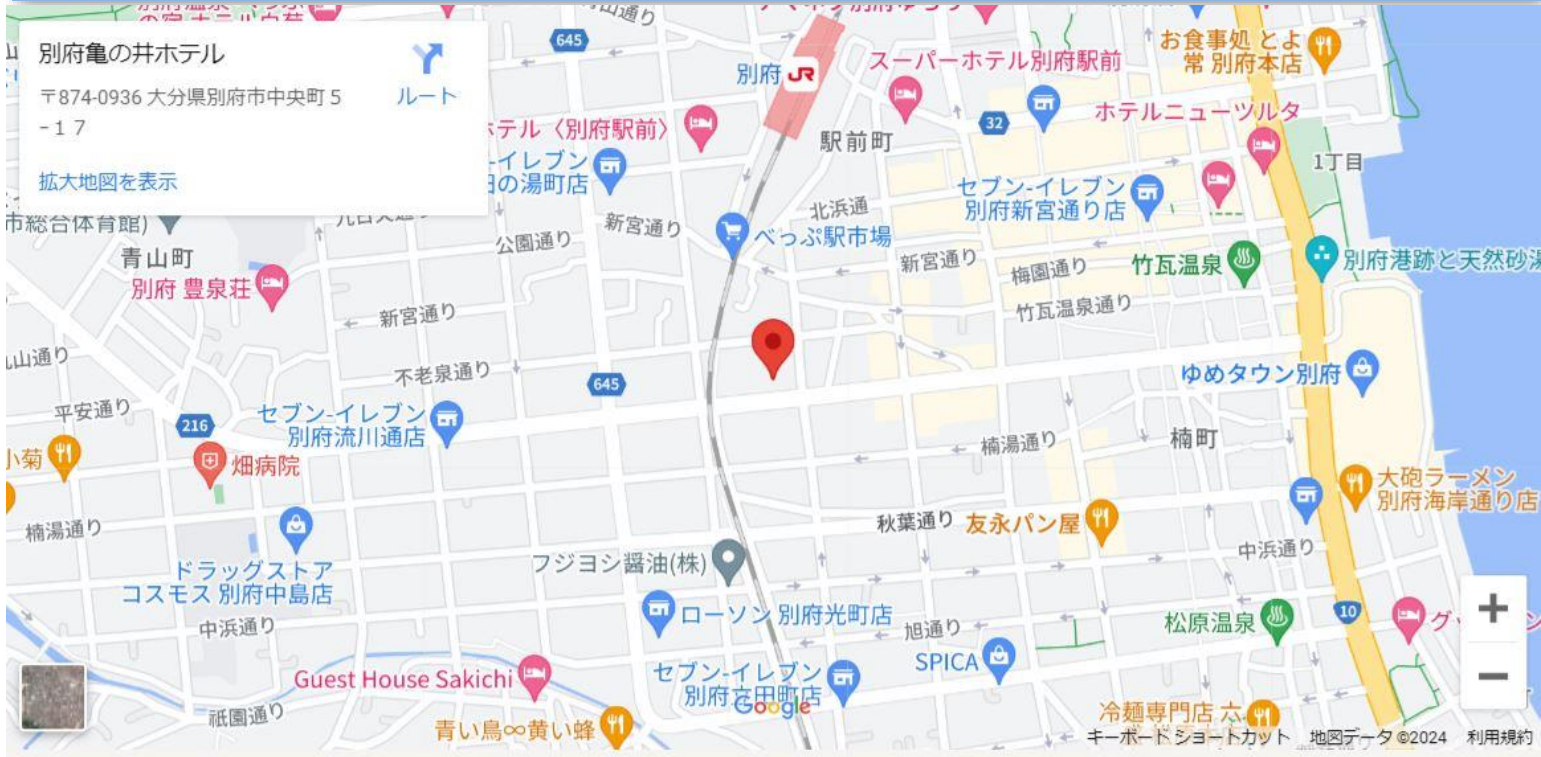 別府亀の井ホテル
〒874-0936 大分県別府市中央町５
－１７
ルート
拡大地図を表示
645
別府
JR
スーパーホテル別府駅前
お食事処 とよ
常 別府本店
テル〈別府駅前〉
駅前町
32
ホテルニューツルタ
1丁目
-イレブン
の湯町店
セブン-イレブン
別府新宮通り店
市総合体育館)
青山町
公園通り
新宮通り
べっぷ駅市場
北浜通
新宮通り
梅園通り
竹瓦温泉
別府港跡と天然砂湯
別府 豊泉荘
新宮通り
竹瓦温泉通り
山通り
不老泉通り
645
ゆめタウン別府
平安通り
216
セブン-イレブン
別府流川通店
小菊
畑病院
楠湯通り
楠町
大砲ラーメン
別府海岸通り店
楠湯通り
秋葉通り
友永パン屋
中浜通り
ドラッグストア
コスモス 別府中島店
フジヨシ醤油(株)
ローソン 別府光町店
中浜通り
旭通り
松原温泉
10
グ
Guest House Sakichi
セブン-イレブン
別府立田町店
SPICA
祇園通り
青い鳥∞黄い蜂
Google
冷麺専門店 六
キーボード ショートカット
地図データ ©2024
利用規約